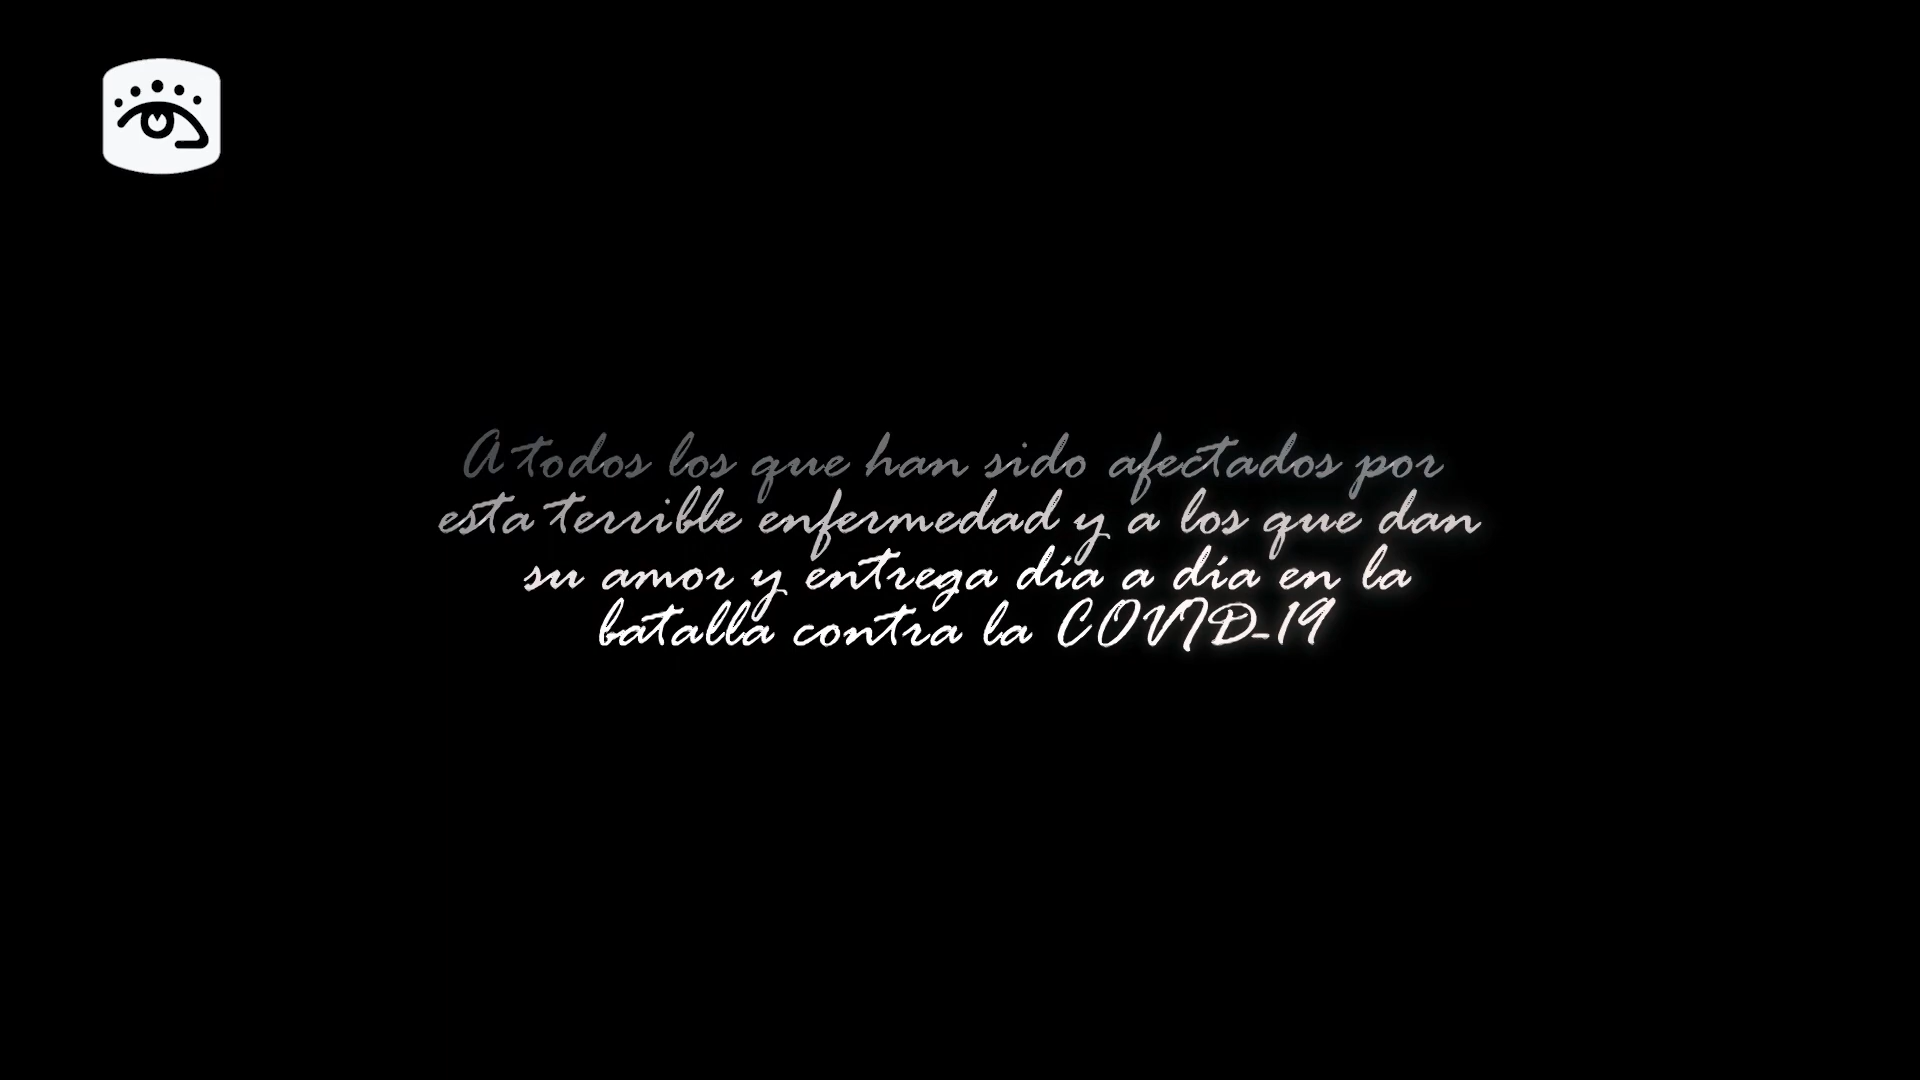 A todos los que han sido afectados por
esta terrible enfermedad y a los que dan
su amor y entrega día a día en la
batalla contra la COVID-19